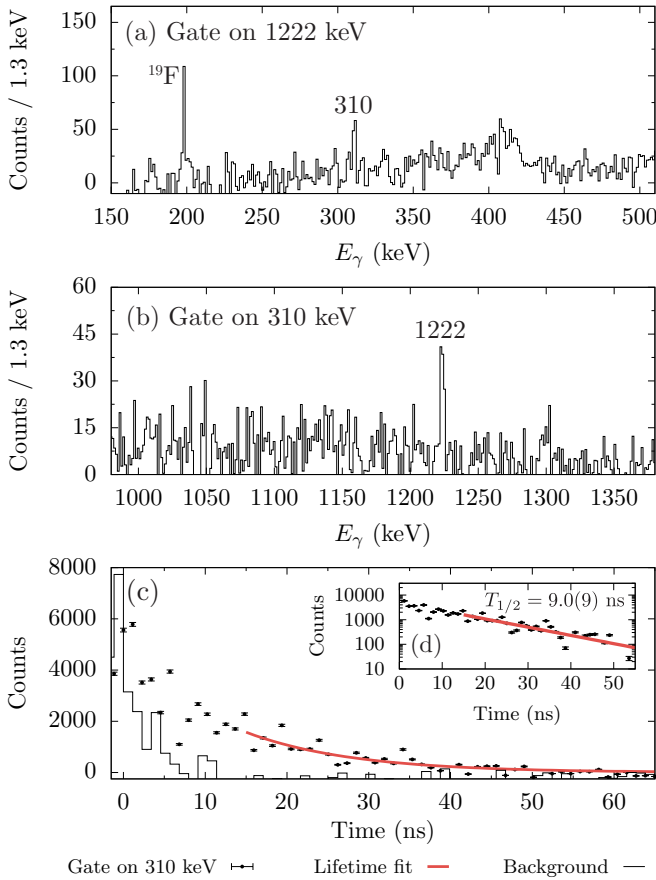 (a) Gate on 1222 keV
Counts / 1.3 keV
150
100
50
0
¹⁹F
310
150 200 250 300 350 400 450 500
E_γ (keV)
(b) Gate on 310 keV
Counts / 1.3 keV
60
45
30
15
0
1222
1000 1050 1100 1150 1200 1250 1300 1350
E_γ (keV)
(c)
Counts
8000
6000
4000
2000
0
0 10 20 30 40 50 60
Time (ns)
T_{1/2} = 9.0(9) ns
(d)
Counts
10000
1000
100
10
0 10 20 30 40 50
Time (ns)
Gate on 310 keV Lifetime fit Background